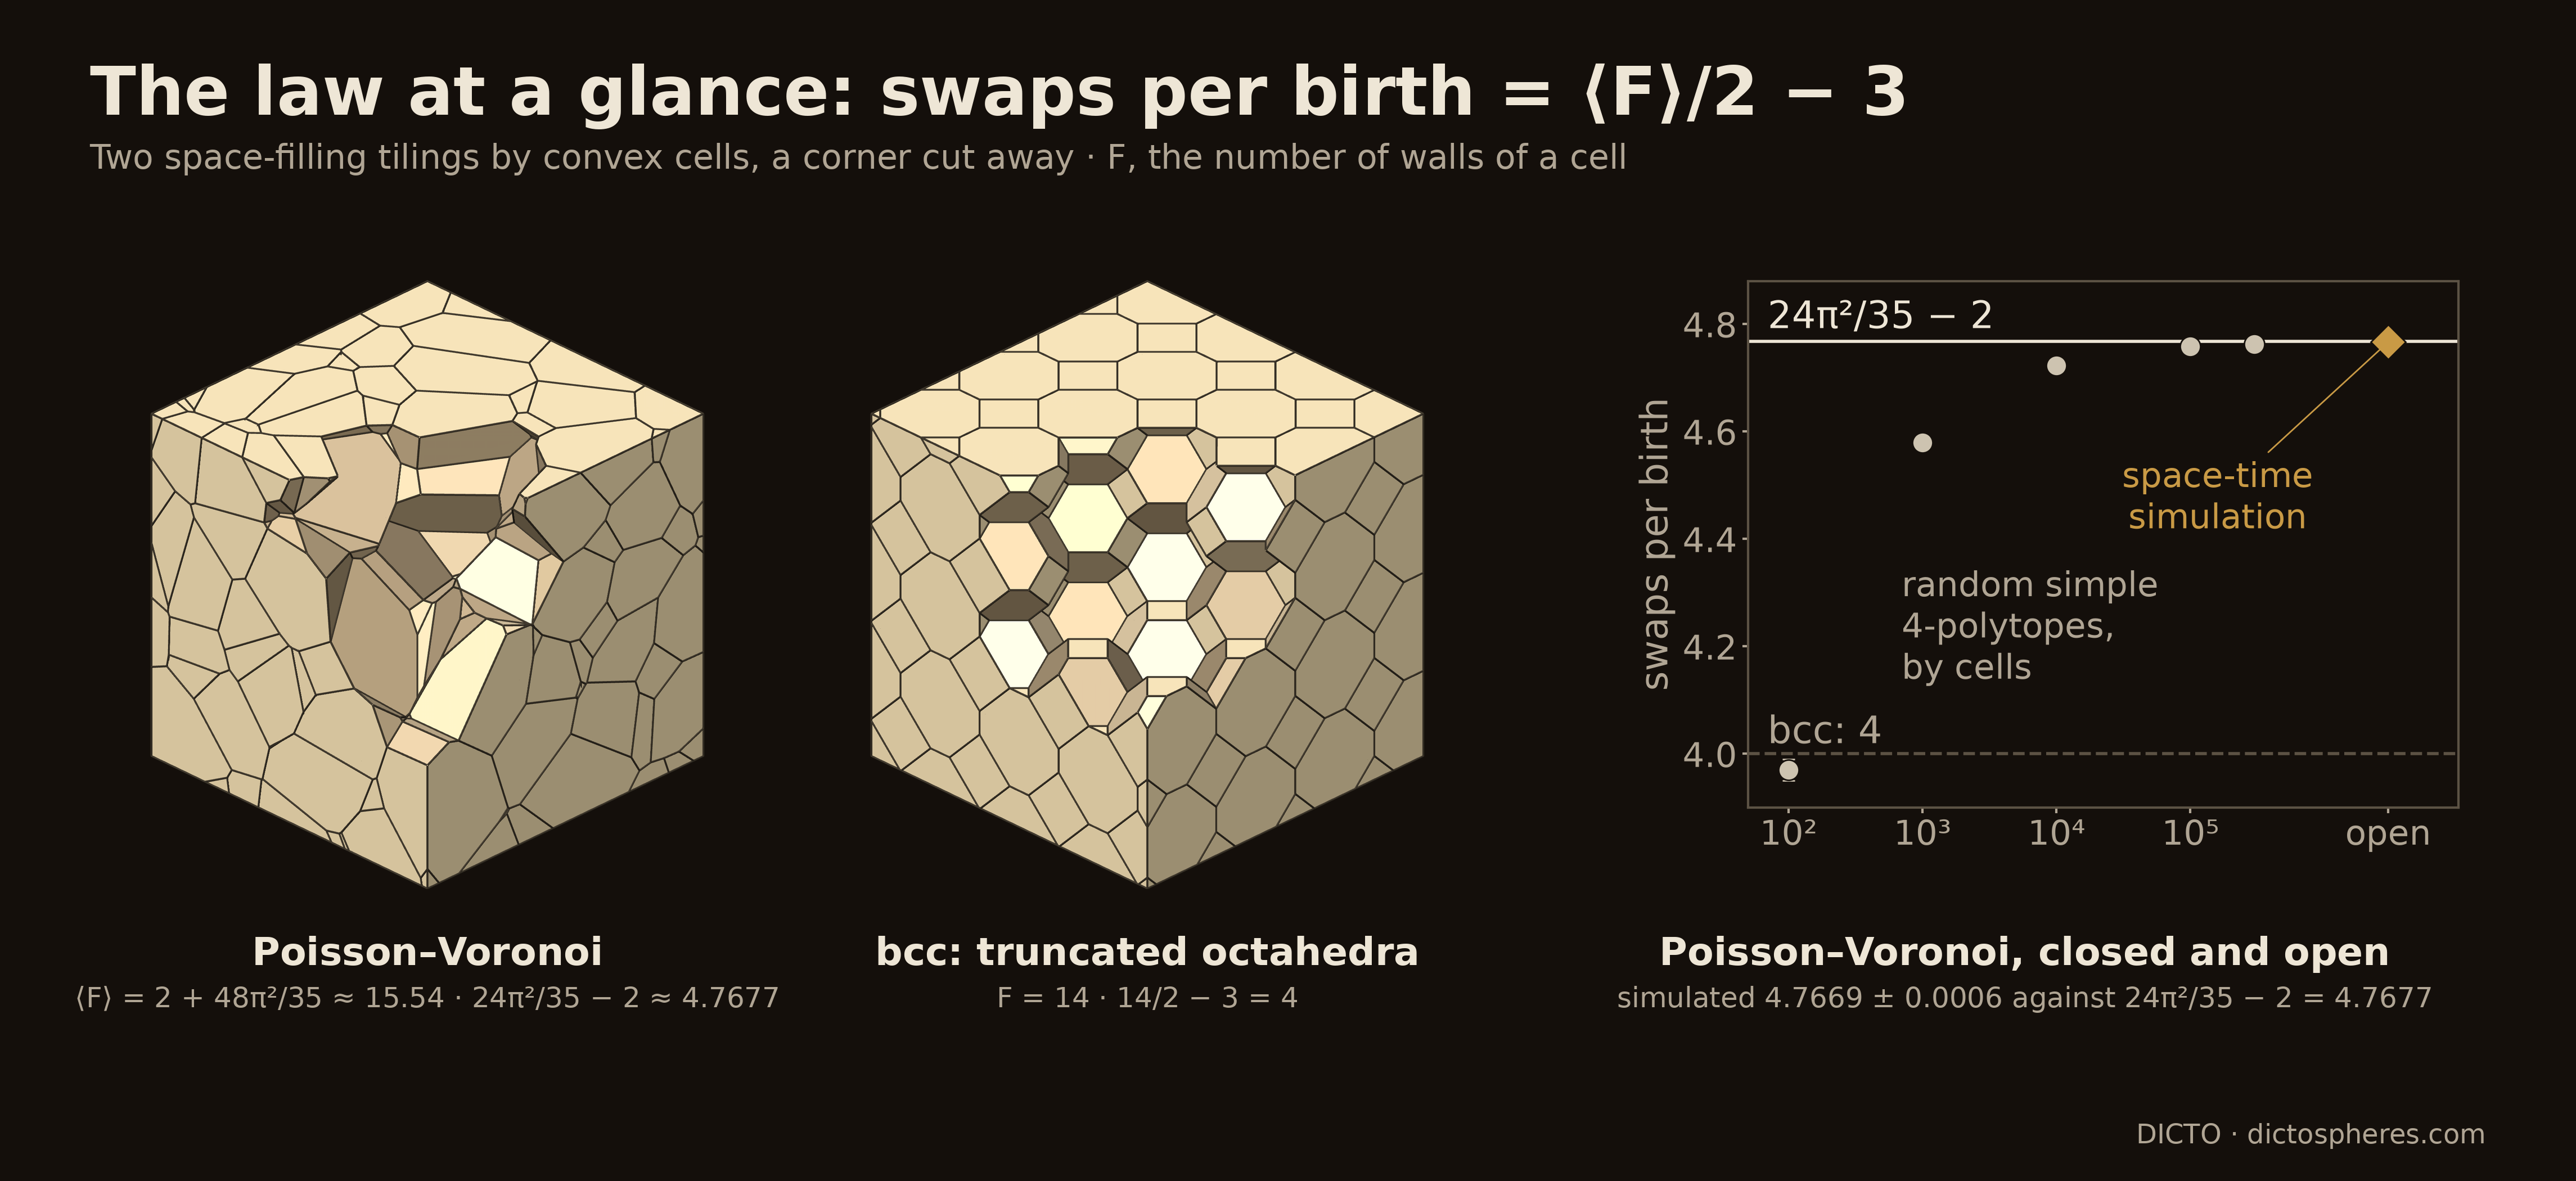 The law at a glance: swaps per birth = ⟨F⟩/2 − 3
Two space-filling tilings by convex cells, a corner cut away · F, the number of walls of a cell
Poisson–Voronoi
⟨F⟩ = 2 + 48π²/35 ≈ 15.54 · 24π²/35 − 2 ≈ 4.7677
bcc: truncated octahedra
F = 14 · 14/2 − 3 = 4
swaps per birth
4.8
4.6
4.4
4.2
4.0
24π²/35 − 2
space-time
simulation
random simple
4-polytopes,
by cells
bcc: 4
10² 10³ 10⁴ 10⁵ open
Poisson–Voronoi, closed and open
simulated 4.7669 ± 0.0006 against 24π²/35 − 2 = 4.7677
DICTO · dictospheres.com